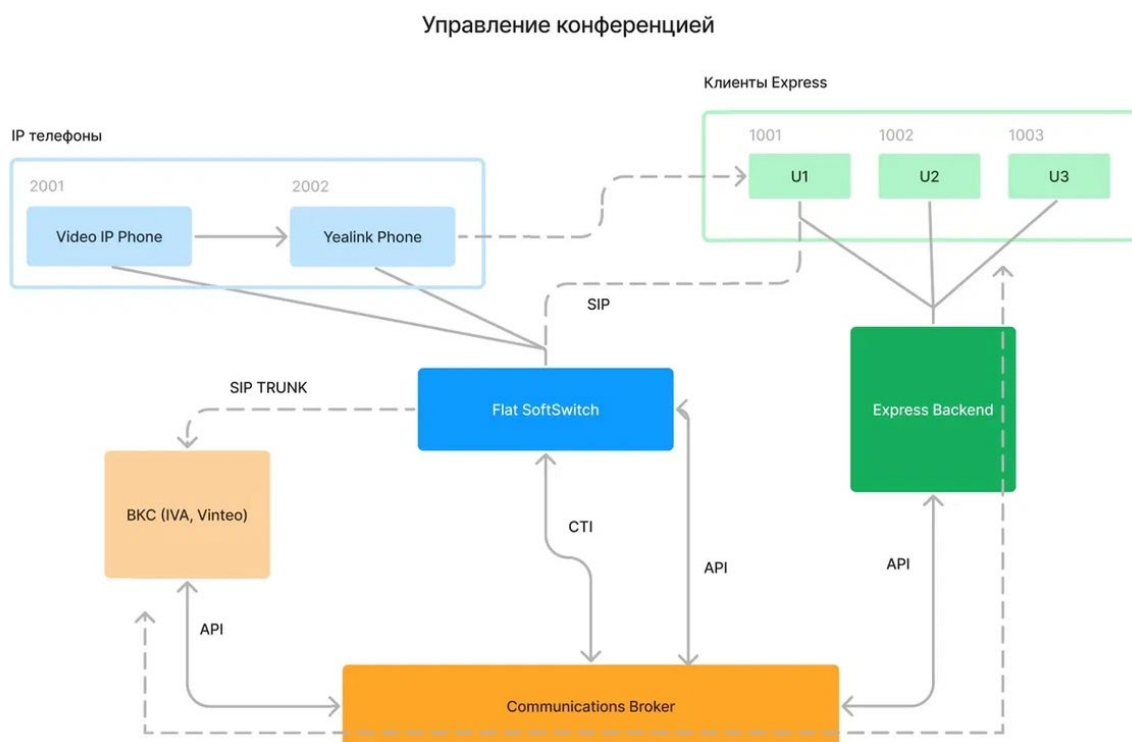 Управление конференцией
Клиенты Express
IP телефоны
1001
1002
1003
U1
U2
U3
2001
2002
Video IP Phone
Yealink Phone
SIP
SIP TRUNK
Flat SoftSwitch
Express Backend
ВКС (IVA, Vinteo)
CTI
API
API
API
Communications Broker